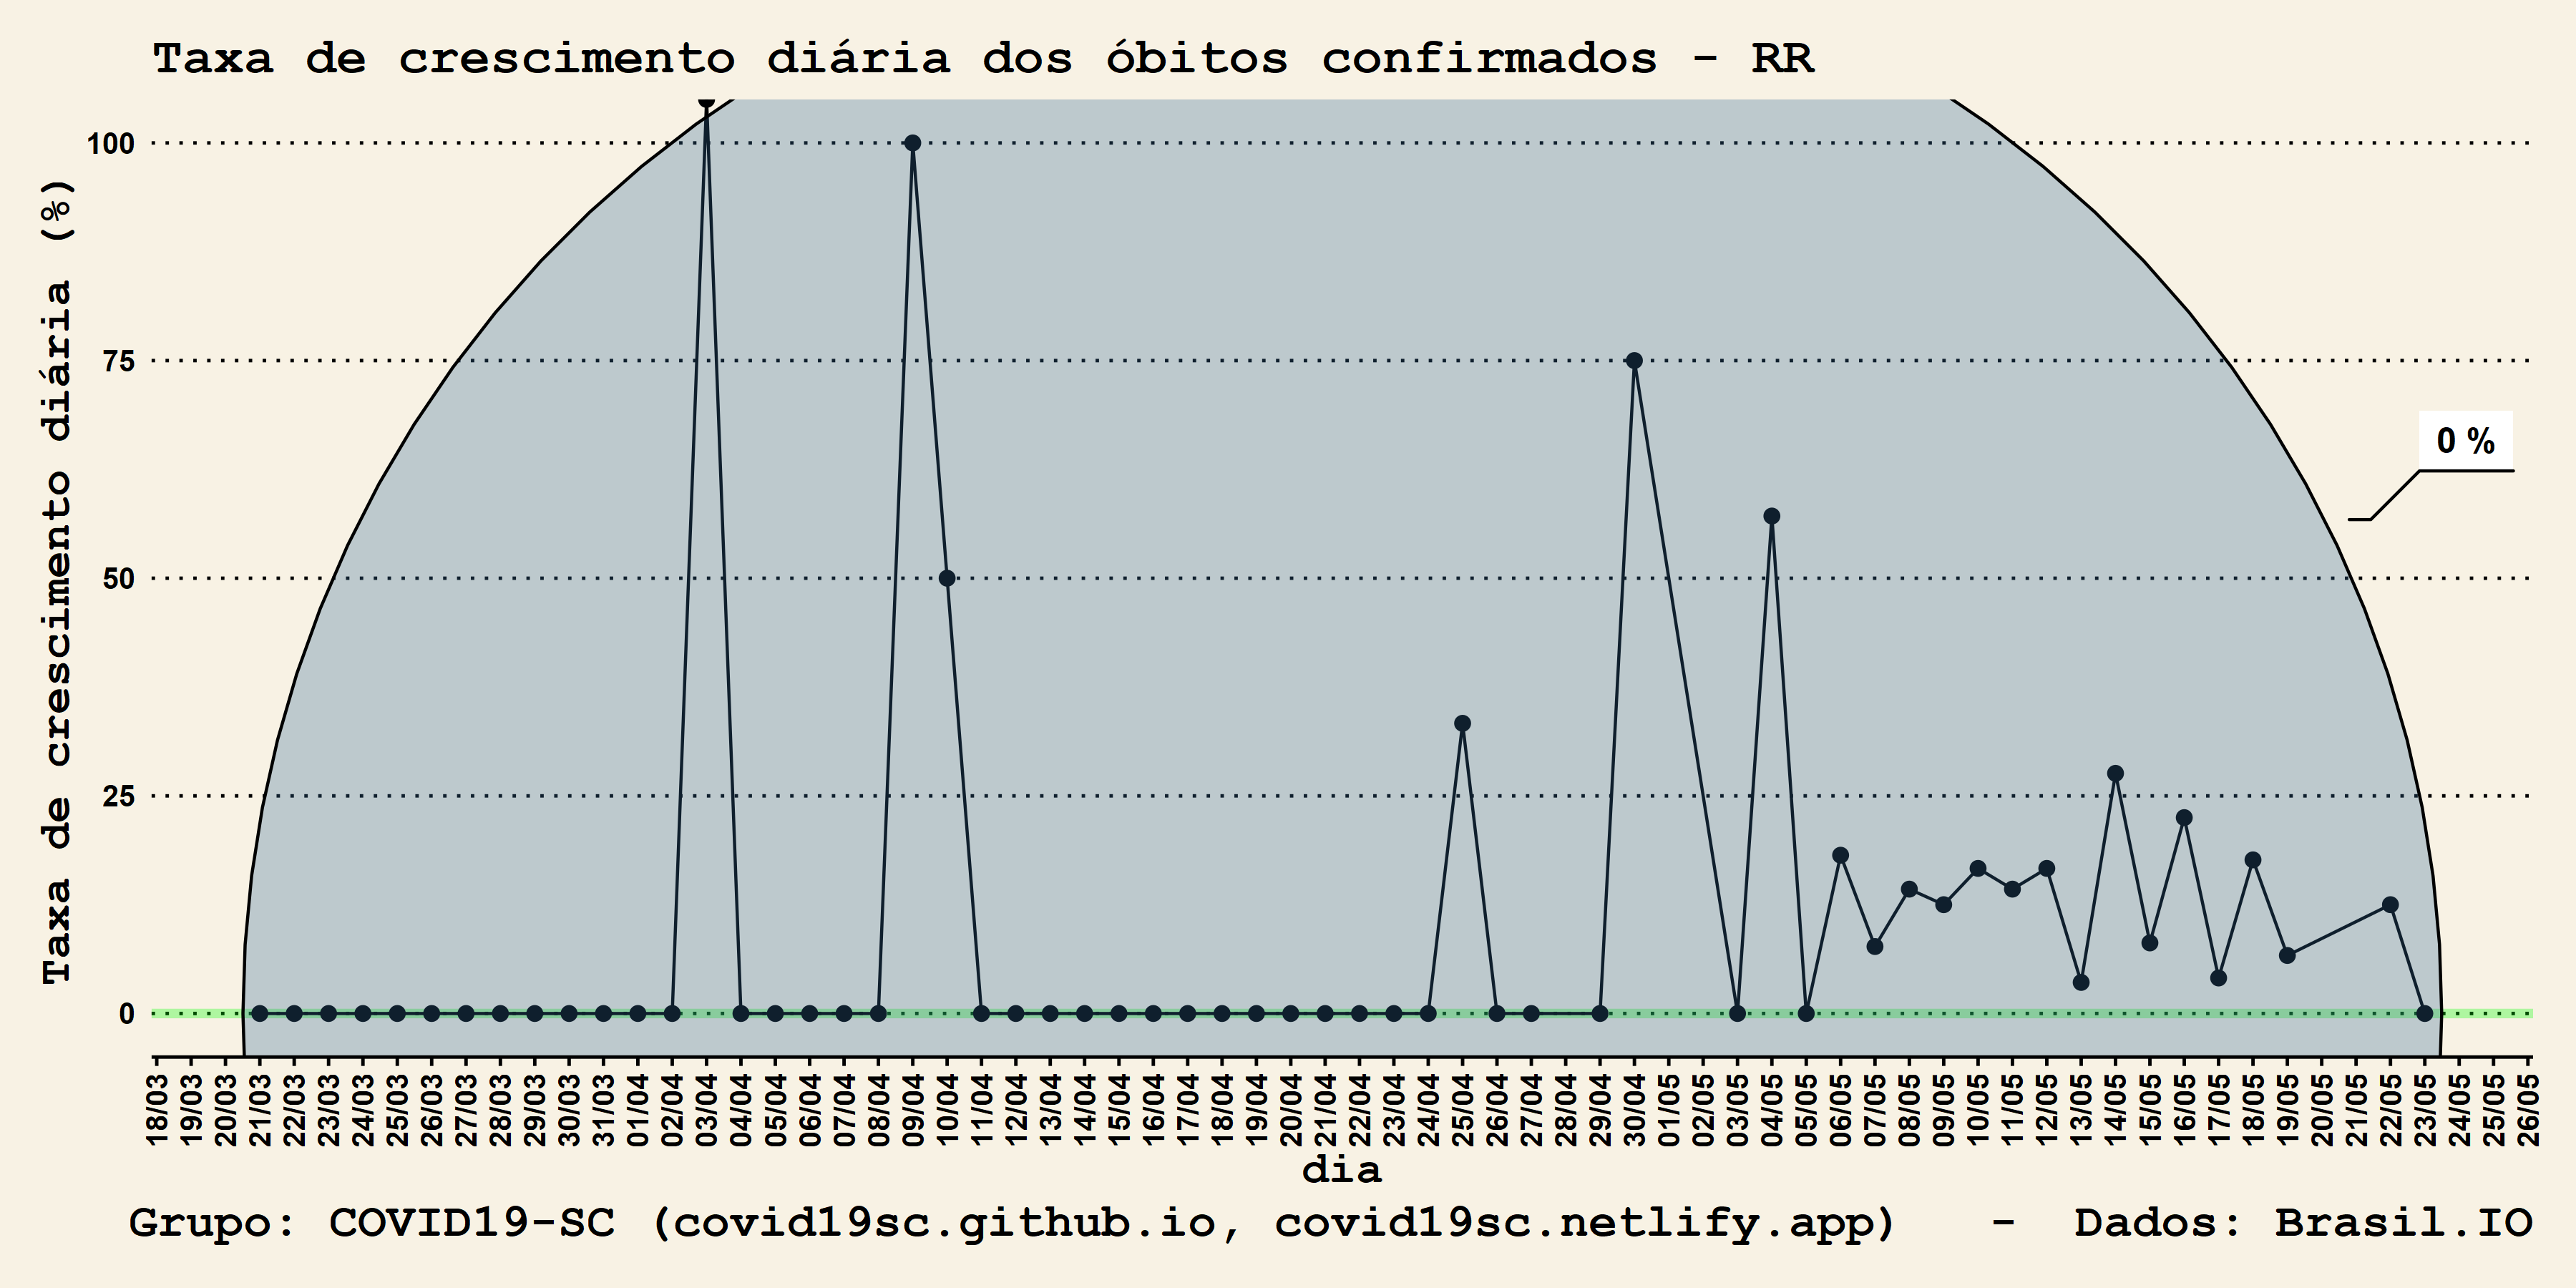 Taxa de crescimento diária dos óbitos confirmados - RR
Taxa de crescimento diária (%)
100
75
50
25
0
0 %
18/03 19/03 20/03 21/03 22/03 23/03 24/03 25/03 26/03 27/03 28/03 29/03 30/03 31/03 01/04 02/04 03/04 04/04 05/04 06/04 07/04 08/04 09/04 10/04 11/04 12/04 13/04 14/04 15/04 16/04 17/04 18/04 19/04 20/04 21/04 22/04 23/04 24/04 25/04 26/04 27/04 28/04 29/04 30/04 01/05 02/05 03/05 04/05 05/05 06/05 07/05 08/05 09/05 10/05 11/05 12/05 13/05 14/05 15/05 16/05 17/05 18/05 19/05 20/05 21/05 22/05 23/05 24/05 25/05 26/05
dia
Grupo: COVID19-SC (covid19sc.github.io, covid19sc.netlify.app) - Dados: Brasil.IO